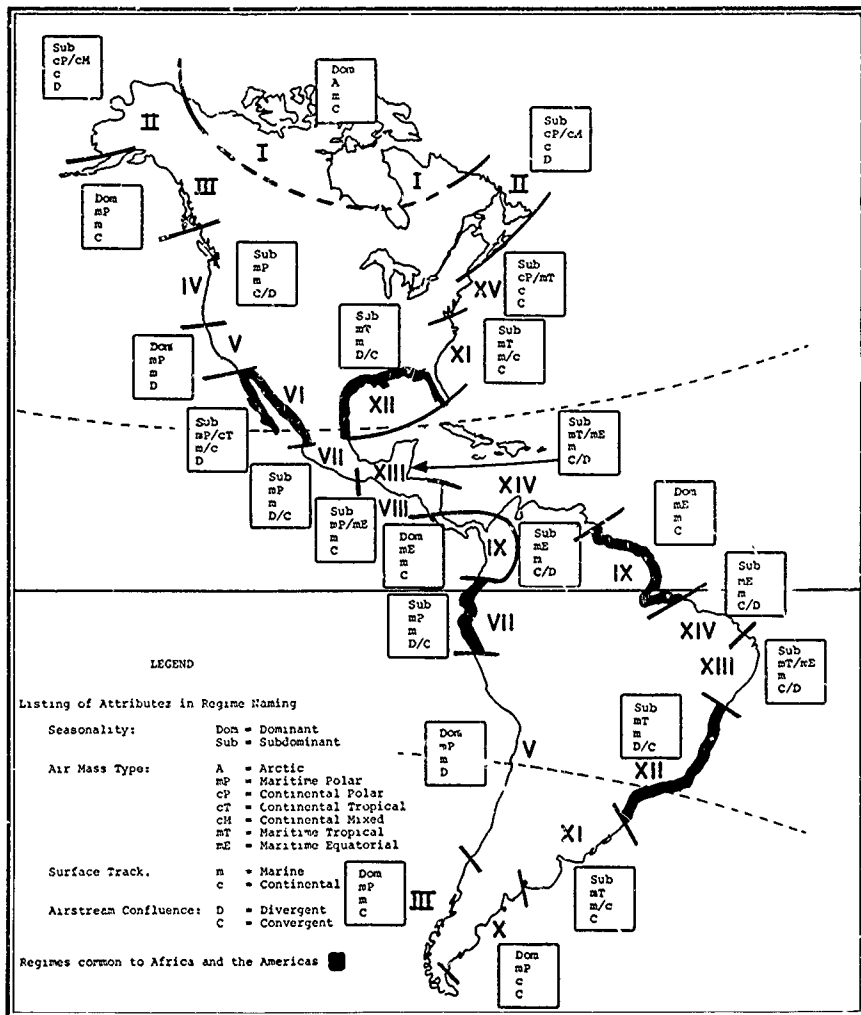 Sub
cP/cM
c
D
Dom
A
m
C
II
I
I
Sub
cP/cM
c
D
II
III
Dom
mP
m
C
IV
Sub
mP
m
C/D
Sub
cP/mT
c
C
XV
Sub
mT
m
D/C
Sub
mT
m/c
C
XI
V
Dom
mP
m
D
VI
XII
Sub
mP/cT
m/c
D
VII
Sub
mT/mE
m
C/D
XIII
XIV
Sub
mP
m
D/C
VIII
Sub
mP/mE
m
C
Dom
mE
m
C
IX
Sub
mE
m
C/D
Dom
mE
m
C
IX
Sub
mE
m
C/D
Sub
mP
m
D/C
VII
XIV
XIII
Sub
mT/mE
m
C/D
LEGEND
Listing of Attributes in Regime Naming
Seasonality: Dom = Dominant
Sub = Subdominant
Air Mass Type: A = Arctic
mP = Maritime Polar
cP = Continental Polar
cT = Continental Tropical
cM = Continental Mixed
mT = Maritime Tropical
mE = Maritime Equatorial
Surface Track. m = Marine
c = Continental
Airstream Confluence: D = Divergent
C = Convergent
Regimes common to Africa and the Americas
Dom
mP
m
D
V
Sub
mT
m
D/C
XII
XI
Sub
mT
m/c
C
Dom
mP
m
C
III
X
Dom
mP
c
C